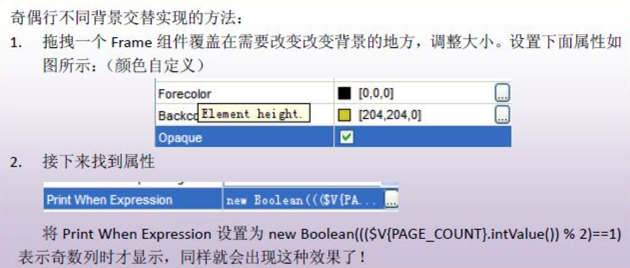 奇偶行不同背景交替实现的方法：
1. 拖拽一个 Frame 组件覆盖在需要改变改变背景的地方，调整大小。设置下面属性如
图所示：（颜色自定义）
Forecolor [0,0,0] ...
Backco Element height. [204,204,0] ...
Opaque
2. 接下来找到属性
Print When Expression new Boolean((($V{PA... ...
将 Print When Expression 设置为 new Boolean((($V{PAGE_COUNT}.intValue()) % 2)==1)
表示奇数列时才显示，同样就会出现这种效果了！